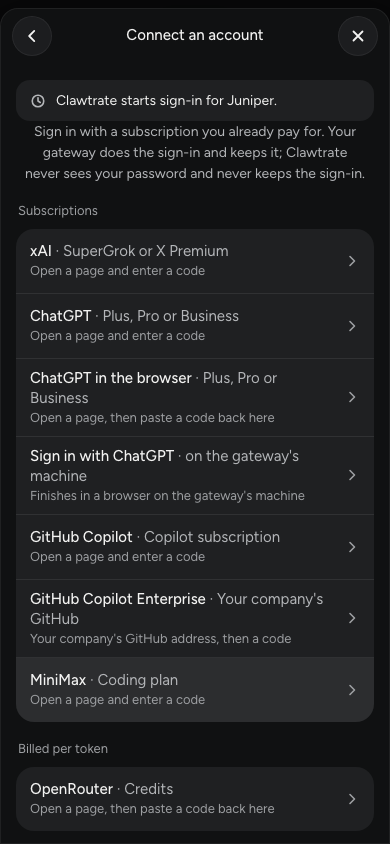 Connect an account
Clawtrate starts sign-in for Juniper.
Sign in with a subscription you already pay for. Your
gateway does the sign-in and keeps it; Clawtrate
never sees your password and never keeps the sign-in.
Subscriptions
xAI · SuperGrok or X Premium
Open a page and enter a code
ChatGPT · Plus, Pro or Business
Open a page and enter a code
ChatGPT in the browser · Plus, Pro or
Business
Open a page, then paste a code back here
Sign in with ChatGPT · on the gateway's
machine
Finishes in a browser on the gateway's machine
GitHub Copilot · Copilot subscription
Open a page and enter a code
GitHub Copilot Enterprise · Your company's
GitHub
Your company's GitHub address, then a code
MiniMax · Coding plan
Open a page and enter a code
Billed per token
OpenRouter · Credits
Open a page, then paste a code back here